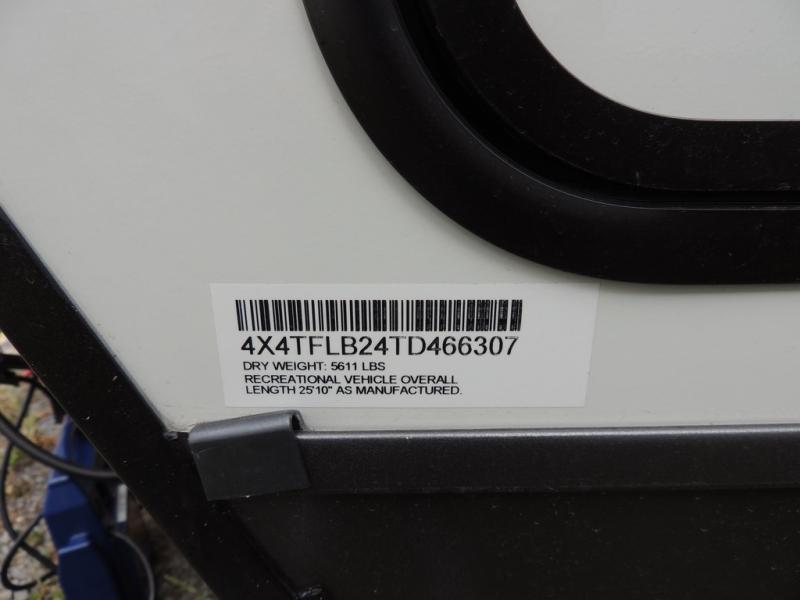 4X4TFLB24TD466307
DRY WEIGHT: 5611 LBS
RECREATIONAL VEHICLE OVERALL
LENGTH 25'10" AS MANUFACTURED.